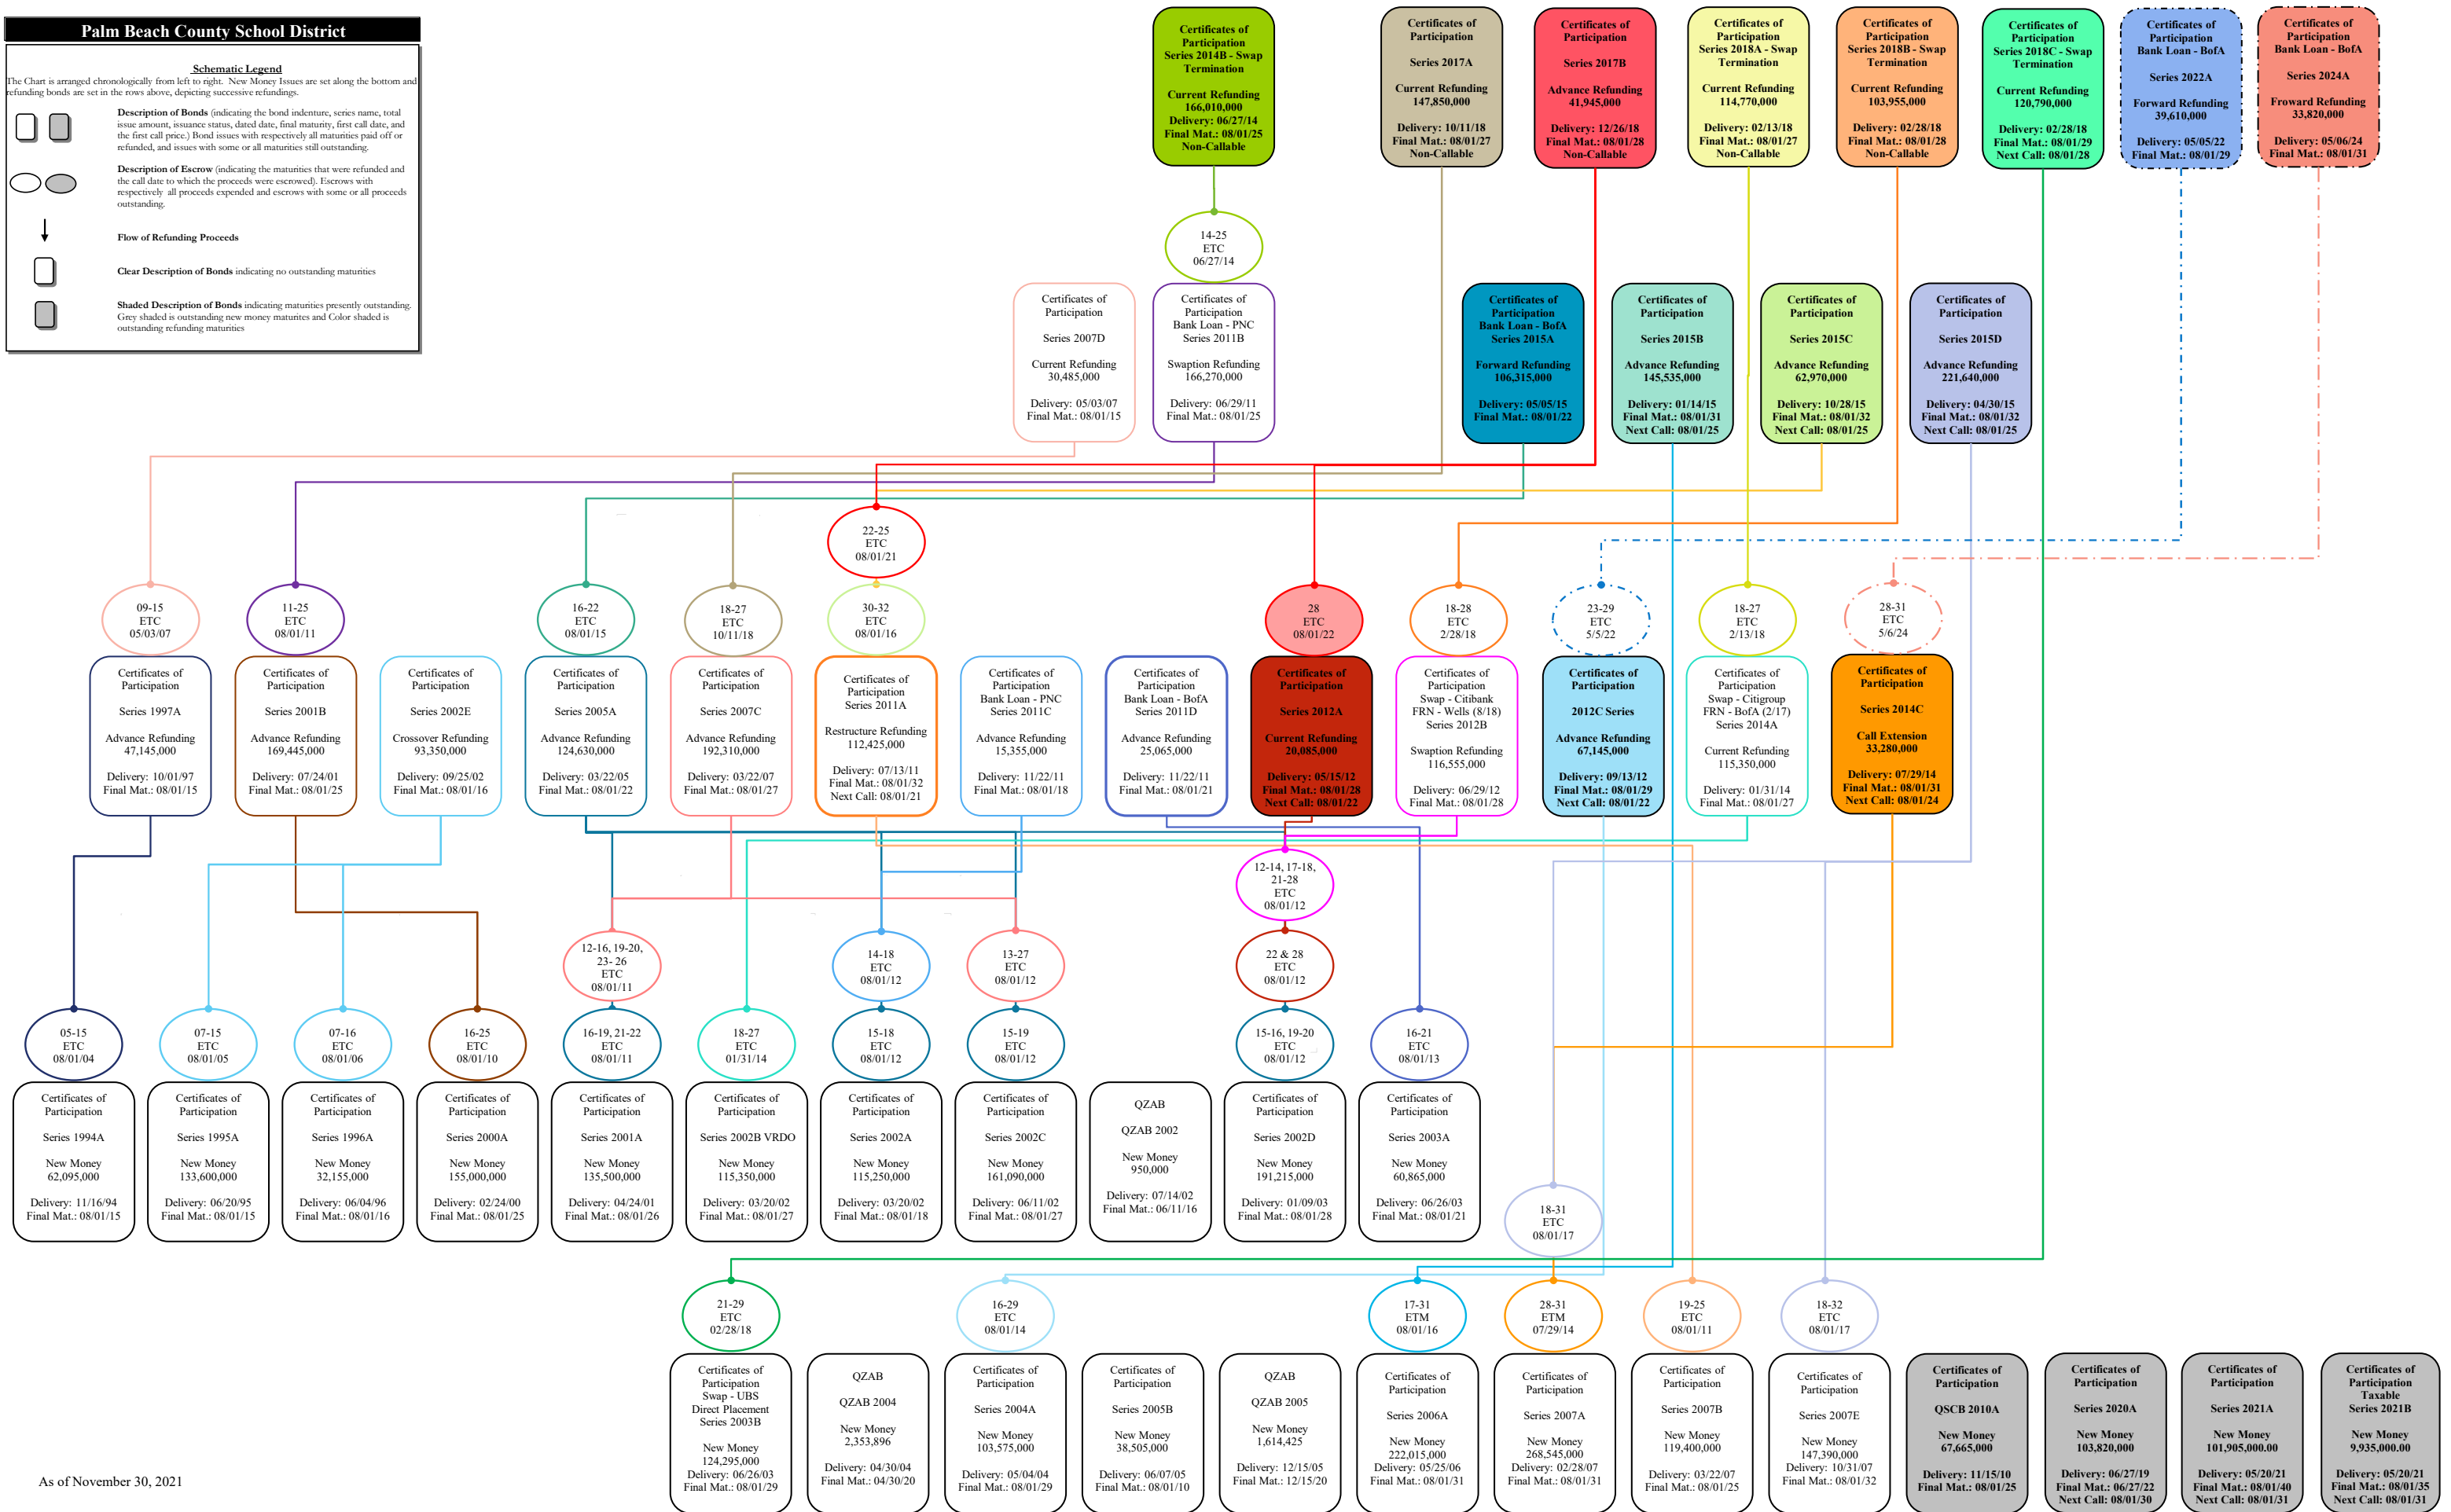 Palm Beach County School District
Schematic Legend
The Chart is arranged chronologically from left to right. New Money Issues are set along the bottom and
refunding bonds are set in the rows above, depicting successive refundings.
Description of Bonds (indicating the bond indenture, series name, total
issue amount, issuance status, dated date, final maturity, first call date, and
the first call price.) Bond issues with respectively all maturities paid off or
refunded, and issues with some or all maturities still outstanding.
Description of Escrow (indicating the maturities that were refunded and
the call date to which the proceeds were escrowed). Escrows with
respectively all proceeds expended and escrows with some or all proceeds
outstanding.
Flow of Refunding Proceeds
Clear Description of Bonds indicating no outstanding maturities
Shaded Description of Bonds indicating maturities presently outstanding.
Grey shaded is outstanding new money maturites and Color shaded is
outstanding refunding maturities
Certificates of
Participation
Series 2014B - Swap
Termination
Current Refunding
166,010,000
Delivery: 06/27/14
Final Mat.: 08/01/25
Non-Callable
Certificates of
Participation
Series 2017A
Current Refunding
147,850,000
Delivery: 10/11/18
Final Mat.: 08/01/27
Non-Callable
Certificates of
Participation
Series 2017B
Advance Refunding
41,945,000
Delivery: 12/26/18
Final Mat.: 08/01/28
Non-Callable
Certificates of
Participation
Series 2018A - Swap
Termination
Current Refunding
114,770,000
Delivery: 02/13/18
Final Mat.: 08/01/27
Non-Callable
Certificates of
Participation
Series 2018B - Swap
Termination
Current Refunding
103,955,000
Delivery: 02/28/18
Final Mat.: 08/01/28
Non-Callable
Certificates of
Participation
Series 2018C - Swap
Termination
Current Refunding
120,790,000
Delivery: 02/28/18
Final Mat.: 08/01/29
Next Call: 08/01/28
Certificates of
Participation
Bank Loan - BofA
Series 2022A
Forward Refunding
39,610,000
Delivery: 05/05/22
Final Mat.: 08/01/29
Certificates of
Participation
Bank Loan - BofA
Series 2024A
Froward Refunding
33,820,000
Delivery: 05/06/24
Final Mat.: 08/01/31
14-25
ETC
06/27/14
Certificates of
Participation
Series 2007D
Current Refunding
30,485,000
Delivery: 05/03/07
Final Mat.: 08/01/15
Certificates of
Participation
Bank Loan - PNC
Series 2011B
Swaption Refunding
166,270,000
Delivery: 06/29/11
Final Mat.: 08/01/25
Certificates of
Participation
Bank Loan - BofA
Series 2015A
Forward Refunding
106,315,000
Delivery: 05/05/15
Final Mat.: 08/01/22
Certificates of
Participation
Series 2015B
Advance Refunding
145,535,000
Delivery: 01/14/15
Final Mat.: 08/01/31
Next Call: 08/01/25
Certificates of
Participation
Series 2015C
Advance Refunding
62,970,000
Delivery: 10/28/15
Final Mat.: 08/01/32
Next Call: 08/01/25
Certificates of
Participation
Series 2015D
Advance Refunding
221,640,000
Delivery: 04/30/15
Final Mat.: 08/01/32
Next Call: 08/01/25
22-25
ETC
08/01/21
09-15
ETC
05/03/07
11-25
ETC
08/01/11
16-22
ETC
08/01/15
18-27
ETC
10/11/18
30-32
ETC
08/01/16
28
ETC
08/01/22
18-28
ETC
2/28/18
23-29
ETC
5/5/22
18-27
ETC
2/13/18
28-31
ETC
5/6/24
Certificates of
Participation
Series 1997A
Advance Refunding
47,145,000
Delivery: 10/01/97
Final Mat.: 08/01/15
Certificates of
Participation
Series 2001B
Advance Refunding
169,445,000
Delivery: 07/24/01
Final Mat.: 08/01/25
Certificates of
Participation
Series 2002E
Crossover Refunding
93,350,000
Delivery: 09/25/02
Final Mat.: 08/01/16
Certificates of
Participation
Series 2005A
Advance Refunding
124,630,000
Delivery: 03/22/05
Final Mat.: 08/01/22
Certificates of
Participation
Series 2007C
Advance Refunding
192,310,000
Delivery: 03/22/07
Final Mat.: 08/01/27
Certificates of
Participation
Series 2011A
Restructure Refunding
112,425,000
Delivery: 07/13/11
Final Mat.: 08/01/32
Next Call: 08/01/21
Certificates of
Participation
Bank Loan - PNC
Series 2011C
Advance Refunding
15,355,000
Delivery: 11/22/11
Final Mat.: 08/01/18
Certificates of
Participation
Bank Loan - BofA
Series 2011D
Advance Refunding
25,065,000
Delivery: 11/22/11
Final Mat.: 08/01/21
Certificates of
Participation
Series 2012A
Current Refunding
20,085,000
Delivery: 05/15/12
Final Mat.: 08/01/28
Next Call: 08/01/22
Certificates of
Participation
Swap - Citibank
FRN - Wells (8/18)
Series 2012B
Swaption Refunding
116,555,000
Delivery: 06/29/12
Final Mat.: 08/01/28
Certificates of
Participation
2012C Series
Advance Refunding
67,145,000
Delivery: 09/13/12
Final Mat.: 08/01/29
Next Call: 08/01/22
Certificates of
Participation
Swap - Citigroup
FRN - BofA (2/17)
Series 2014A
Current Refunding
115,350,000
Delivery: 01/31/14
Final Mat.: 08/01/27
Certificates of
Participation
Series 2014C
Call Extension
33,280,000
Delivery: 07/29/14
Final Mat.: 08/01/31
Next Call: 08/01/24
12-14, 17-18,
21-28
ETC
08/01/12
12-16, 19-20,
23- 26
ETC
08/01/11
14-18
ETC
08/01/12
13-27
ETC
08/01/12
22 & 28
ETC
08/01/12
05-15
ETC
08/01/04
07-15
ETC
08/01/05
07-16
ETC
08/01/06
16-25
ETC
08/01/10
16-19, 21-22
ETC
08/01/11
18-27
ETC
01/31/14
15-18
ETC
08/01/12
15-19
ETC
08/01/12
15-16, 19-20
ETC
08/01/12
16-21
ETC
08/01/13
Certificates of
Participation
Series 1994A
New Money
62,095,000
Delivery: 11/16/94
Final Mat.: 08/01/15
Certificates of
Participation
Series 1995A
New Money
133,600,000
Delivery: 06/20/95
Final Mat.: 08/01/15
Certificates of
Participation
Series 1996A
New Money
32,155,000
Delivery: 06/04/96
Final Mat.: 08/01/16
Certificates of
Participation
Series 2000A
New Money
155,000,000
Delivery: 02/24/00
Final Mat.: 08/01/25
Certificates of
Participation
Series 2001A
New Money
135,500,000
Delivery: 04/24/01
Final Mat.: 08/01/26
Certificates of
Participation
Series 2002B VRDO
New Money
115,350,000
Delivery: 03/20/02
Final Mat.: 08/01/27
Certificates of
Participation
Series 2002A
New Money
115,250,000
Delivery: 03/20/02
Final Mat.: 08/01/18
Certificates of
Participation
Series 2002C
New Money
161,090,000
Delivery: 06/11/02
Final Mat.: 08/01/27
QZAB
QZAB 2002
New Money
950,000
Delivery: 07/14/02
Final Mat.: 06/11/16
Certificates of
Participation
Series 2002D
New Money
191,215,000
Delivery: 01/09/03
Final Mat.: 08/01/28
Certificates of
Participation
Series 2003A
New Money
60,865,000
Delivery: 06/26/03
Final Mat.: 08/01/21
18-31
ETC
08/01/17
21-29
ETC
02/28/18
16-29
ETC
08/01/14
17-31
ETM
08/01/16
28-31
ETM
07/29/14
19-25
ETC
08/01/11
18-32
ETC
08/01/17
Certificates of
Participation
Swap - UBS
Direct Placement
Series 2003B
New Money
124,295,000
Delivery: 06/26/03
Final Mat.: 08/01/29
QZAB
QZAB 2004
New Money
2,353,896
Delivery: 04/30/04
Final Mat.: 04/30/20
Certificates of
Participation
Series 2004A
New Money
103,575,000
Delivery: 05/04/04
Final Mat.: 08/01/29
Certificates of
Participation
Series 2005B
New Money
38,505,000
Delivery: 06/07/05
Final Mat.: 08/01/10
QZAB
QZAB 2005
New Money
1,614,425
Delivery: 12/15/05
Final Mat.: 12/15/20
Certificates of
Participation
Series 2006A
New Money
222,015,000
Delivery: 05/25/06
Final Mat.: 08/01/31
Certificates of
Participation
Series 2007A
New Money
268,545,000
Delivery: 02/28/07
Final Mat.: 08/01/31
Certificates of
Participation
Series 2007B
New Money
119,400,000
Delivery: 03/22/07
Final Mat.: 08/01/25
Certificates of
Participation
Series 2007E
New Money
147,390,000
Delivery: 10/31/07
Final Mat.: 08/01/32
Certificates of
Participation
QSCB 2010A
New Money
67,665,000
Delivery: 11/15/10
Final Mat.: 08/01/25
Certificates of
Participation
Series 2020A
New Money
103,820,000
Delivery: 06/27/19
Final Mat.: 06/27/22
Next Call: 08/01/30
Certificates of
Participation
Series 2021A
New Money
101,905,000.00
Delivery: 05/20/21
Final Mat.: 08/01/40
Next Call: 08/01/31
Certificates of
Participation
Taxable
Series 2021B
New Money
9,935,000.00
Delivery: 05/20/21
Final Mat.: 08/01/35
Next Call: 08/01/31
As of November 30, 2021